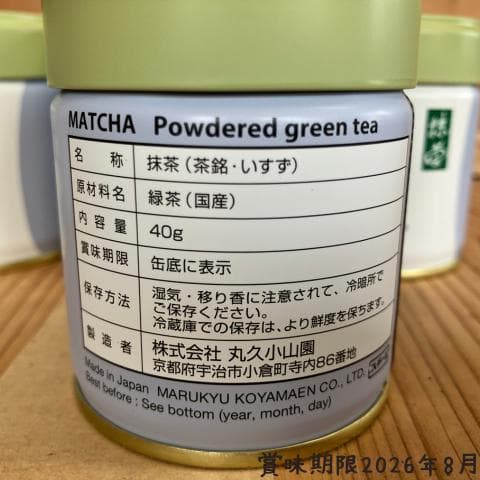 MATCHA Powdered green tea
名称 抹茶（茶銘・いすず）
原材料名 緑茶（国産）
内容量 40g
賞味期限 缶底に表示
保存方法 湿気・移り香に注意されて、冷暗所で
ご保存ください。
冷蔵庫での保存は、より鮮度を保ちます。
製造者 株式会社 丸久小山園
京都府宇治市小倉町寺内86番地
Made in Japan MARUKYU KOYAMAEN CO., LTD. スチール
Best before : See bottom (year, month, day)
抹茶
賞味期限2026年8月